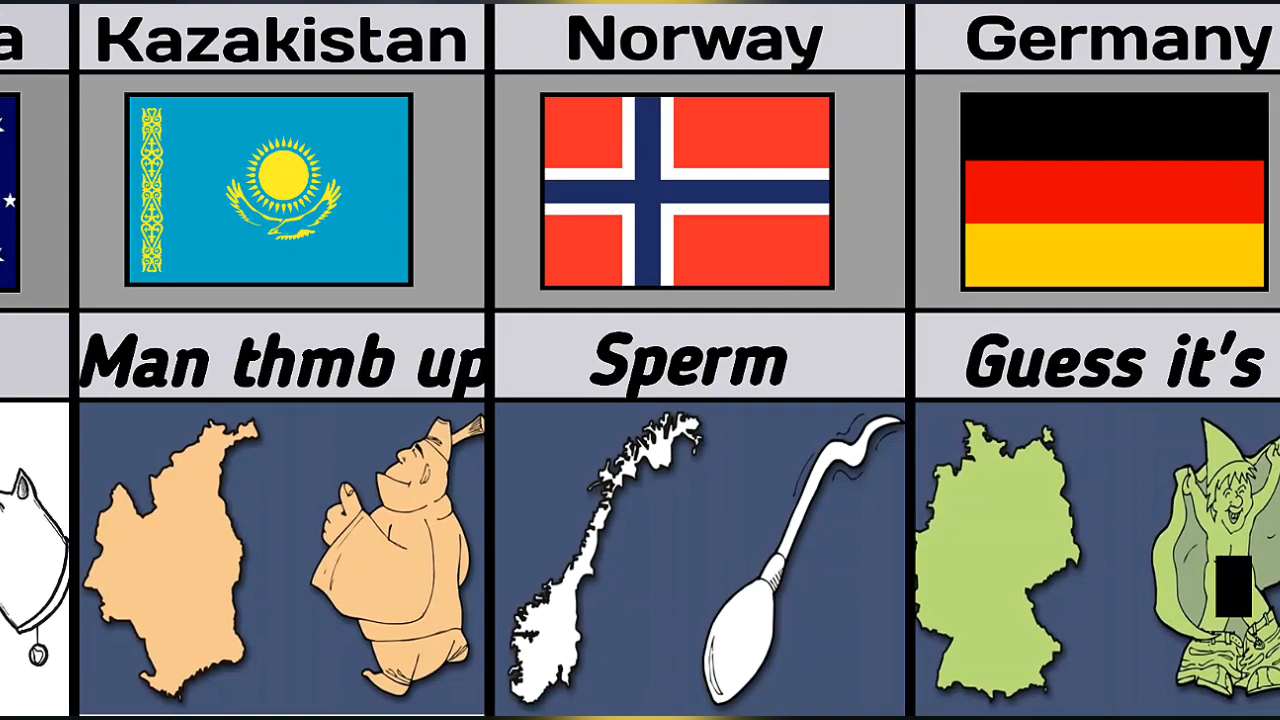 a
Kazakistan
Norway
Germany
Man thmb up
Sperm
Guess it's